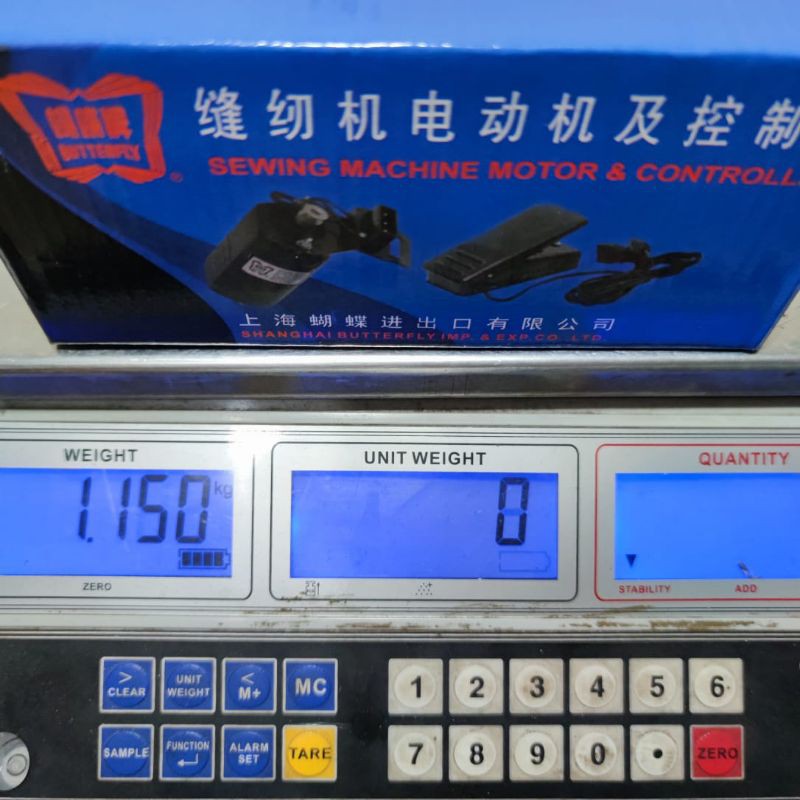 缝纫机电动机及控制
BUTTERFLY
®
SEWING MACHINE MOTOR & CONTROLL
上海蝴蝶进出口有限公司
SHANGHAI BUTTERFLY IMP. & EXP. CO., LTD.
WEIGHT
UNIT WEIGHT
QUANTITY
1.150 kg
0
ZERO
STABILITY
ADD
> CLEAR
UNIT WEIGHT
< M+
MC
1 2 3 4 5 6
SAMPLE
FUNCTION
ALARM SET
TARE
7 8 9 0 • ZERO